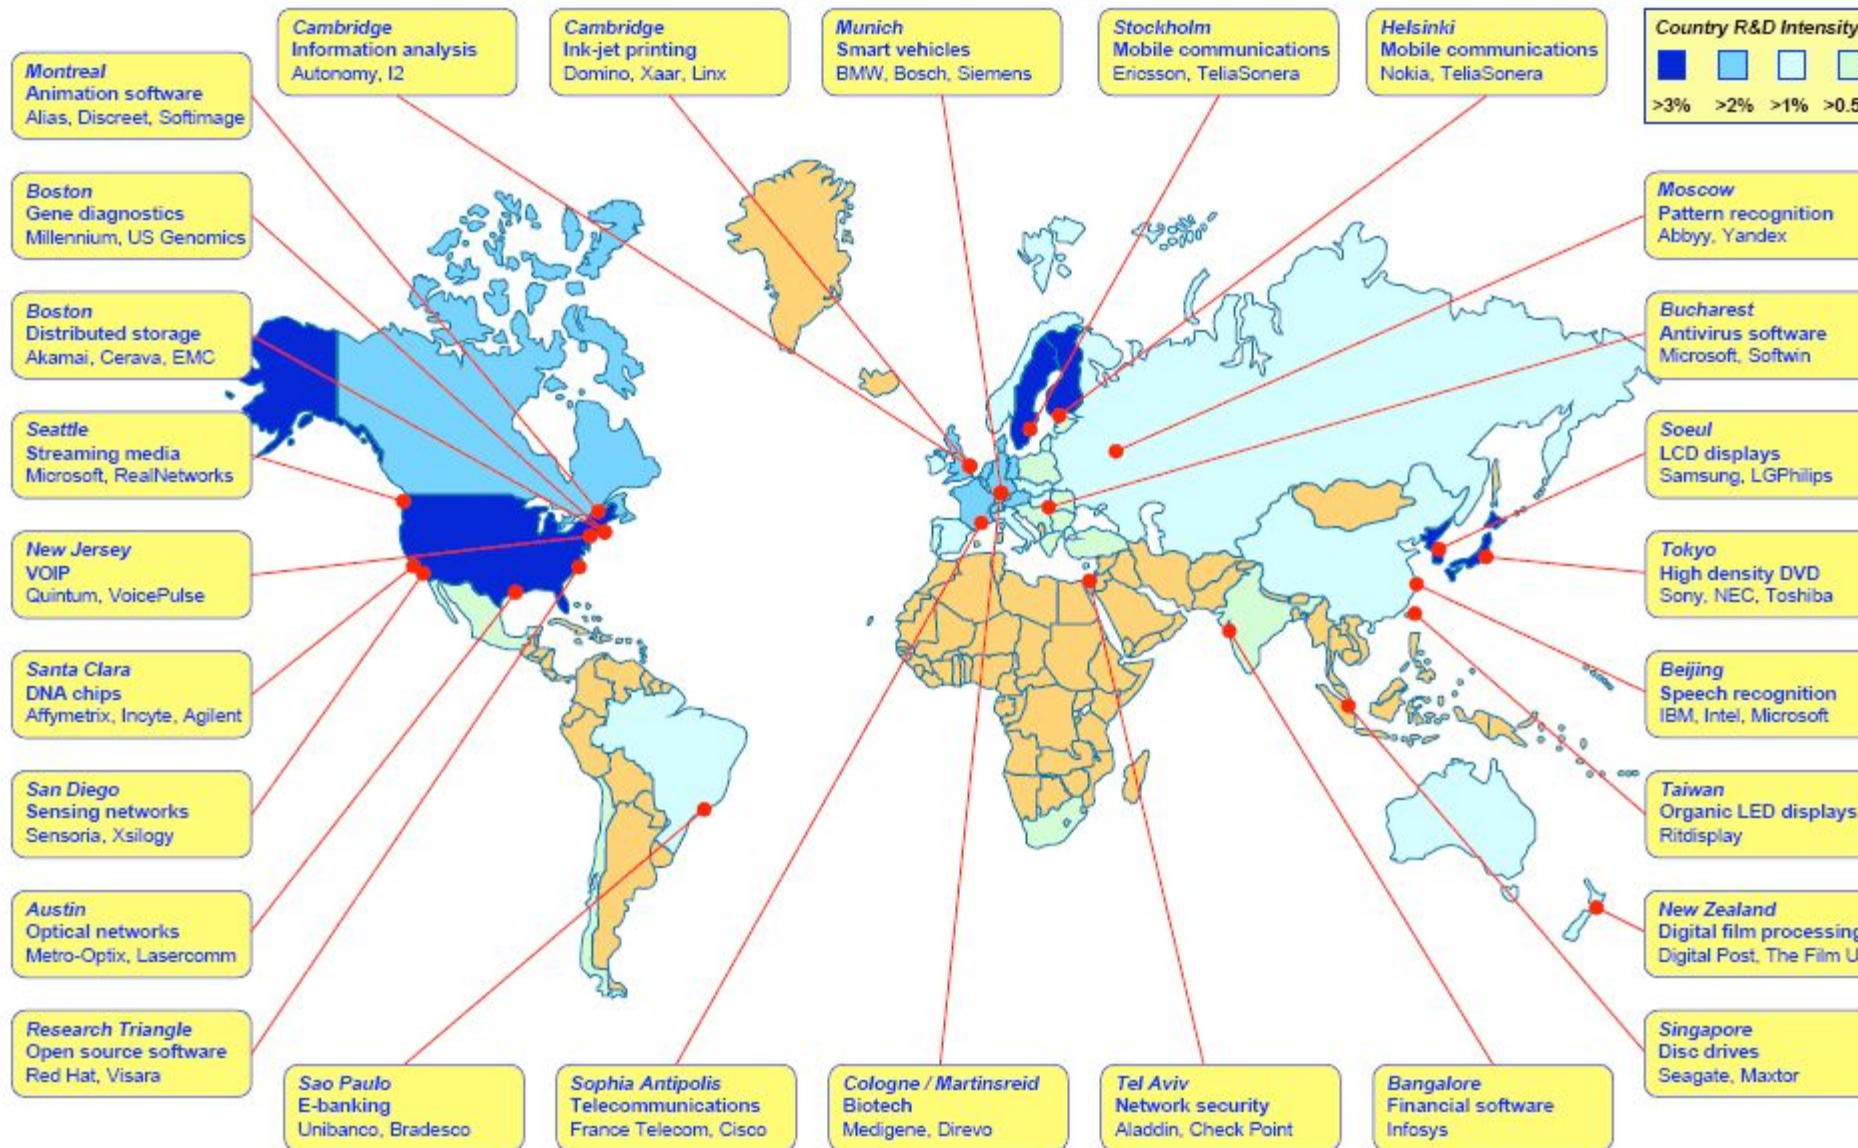 Cambridge
Information analysis
Autonomy, I2
Cambridge
Ink-jet printing
Domino, Xaar, Linx
Munich
Smart vehicles
BMW, Bosch, Siemens
Stockholm
Mobile communications
Ericsson, TeliaSonera
Helsinki
Mobile communications
Nokia, TeliaSonera
Country R&D Intensity
>3% >2% >1% >0.5
Montreal
Animation software
Alias, Discreet, Softimage
Boston
Gene diagnostics
Millennium, US Genomics
Boston
Distributed storage
Akamai, Cerava, EMC
Seattle
Streaming media
Microsoft, RealNetworks
New Jersey
VOIP
Quintum, VoicePulse
Santa Clara
DNA chips
Affymetrix, Incyte, Agilent
San Diego
Sensing networks
Sensoria, Xsilogy
Austin
Optical networks
Metro-Optix, Lasercomm
Research Triangle
Open source software
Red Hat, Visara
Moscow
Pattern recognition
Abbyy, Yandex
Bucharest
Antivirus software
Microsoft, Softwin
Soeul
LCD displays
Samsung, LGPhilips
Tokyo
High density DVD
Sony, NEC, Toshiba
Beijing
Speech recognition
IBM, Intel, Microsoft
Taiwan
Organic LED displays
Ritdisplay
New Zealand
Digital film processing
Digital Post, The Film U
Singapore
Disc drives
Seagate, Maxtor
Sao Paulo
E-banking
Unibanco, Bradesco
Sophia Antipolis
Telecommunications
France Telecom, Cisco
Cologne / Martinsreid
Biotech
Medigene, Direvo
Tel Aviv
Network security
Aladdin, Check Point
Bangalore
Financial software
Infosys